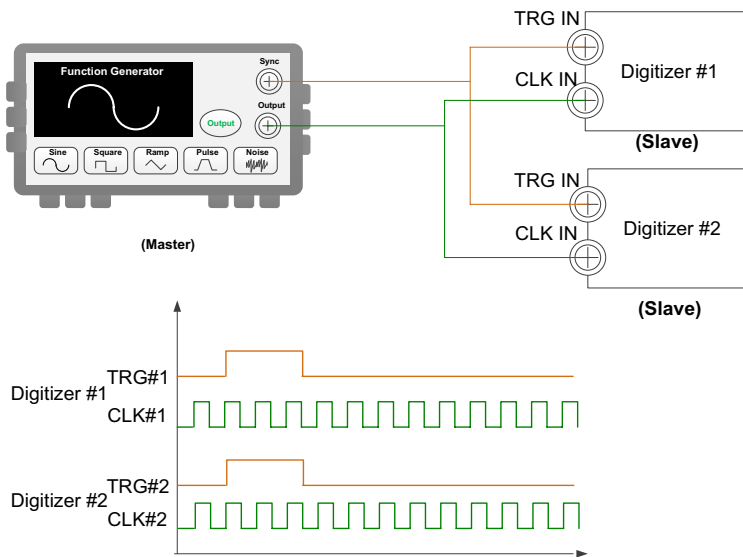 TRG IN
Function Generator
Sync
CLK IN
Digitizer #1
Output
Output
(Slave)
Sine
Square
Ramp
Pulse
Noise
TRG IN
Digitizer #2
CLK IN
(Master)
(Slave)
TRG#1
Digitizer #1
CLK#1
TRG#2
Digitizer #2
CLK#2